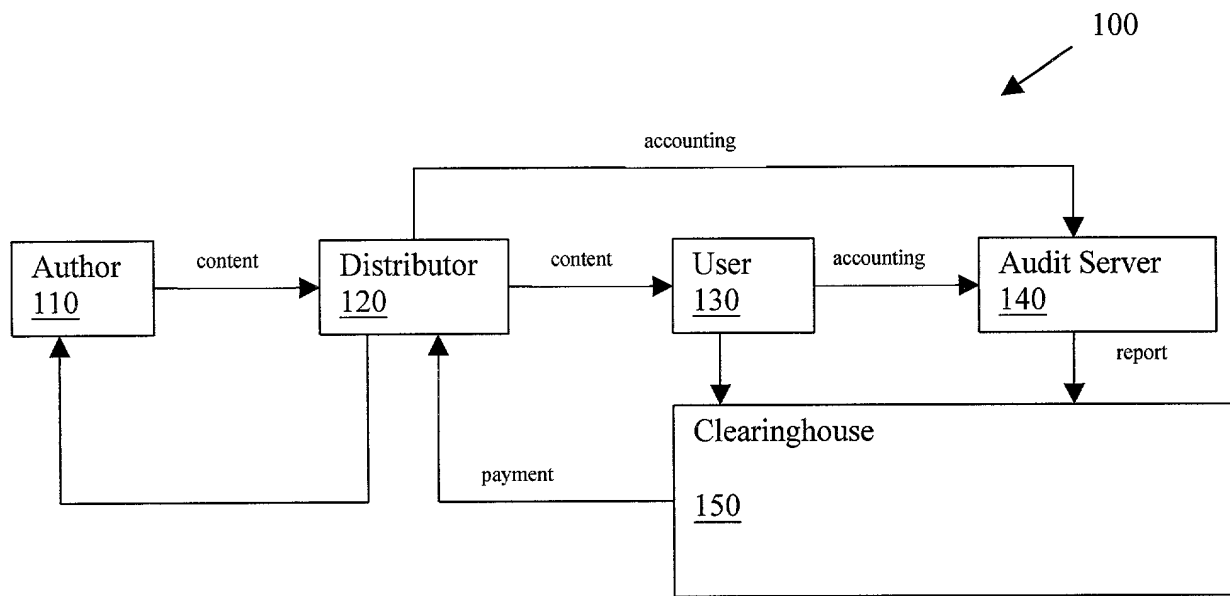 100
accounting
Author
110
content
Distributor
120
content
User
130
accounting
Audit Server
140
report
Clearinghouse
150
payment